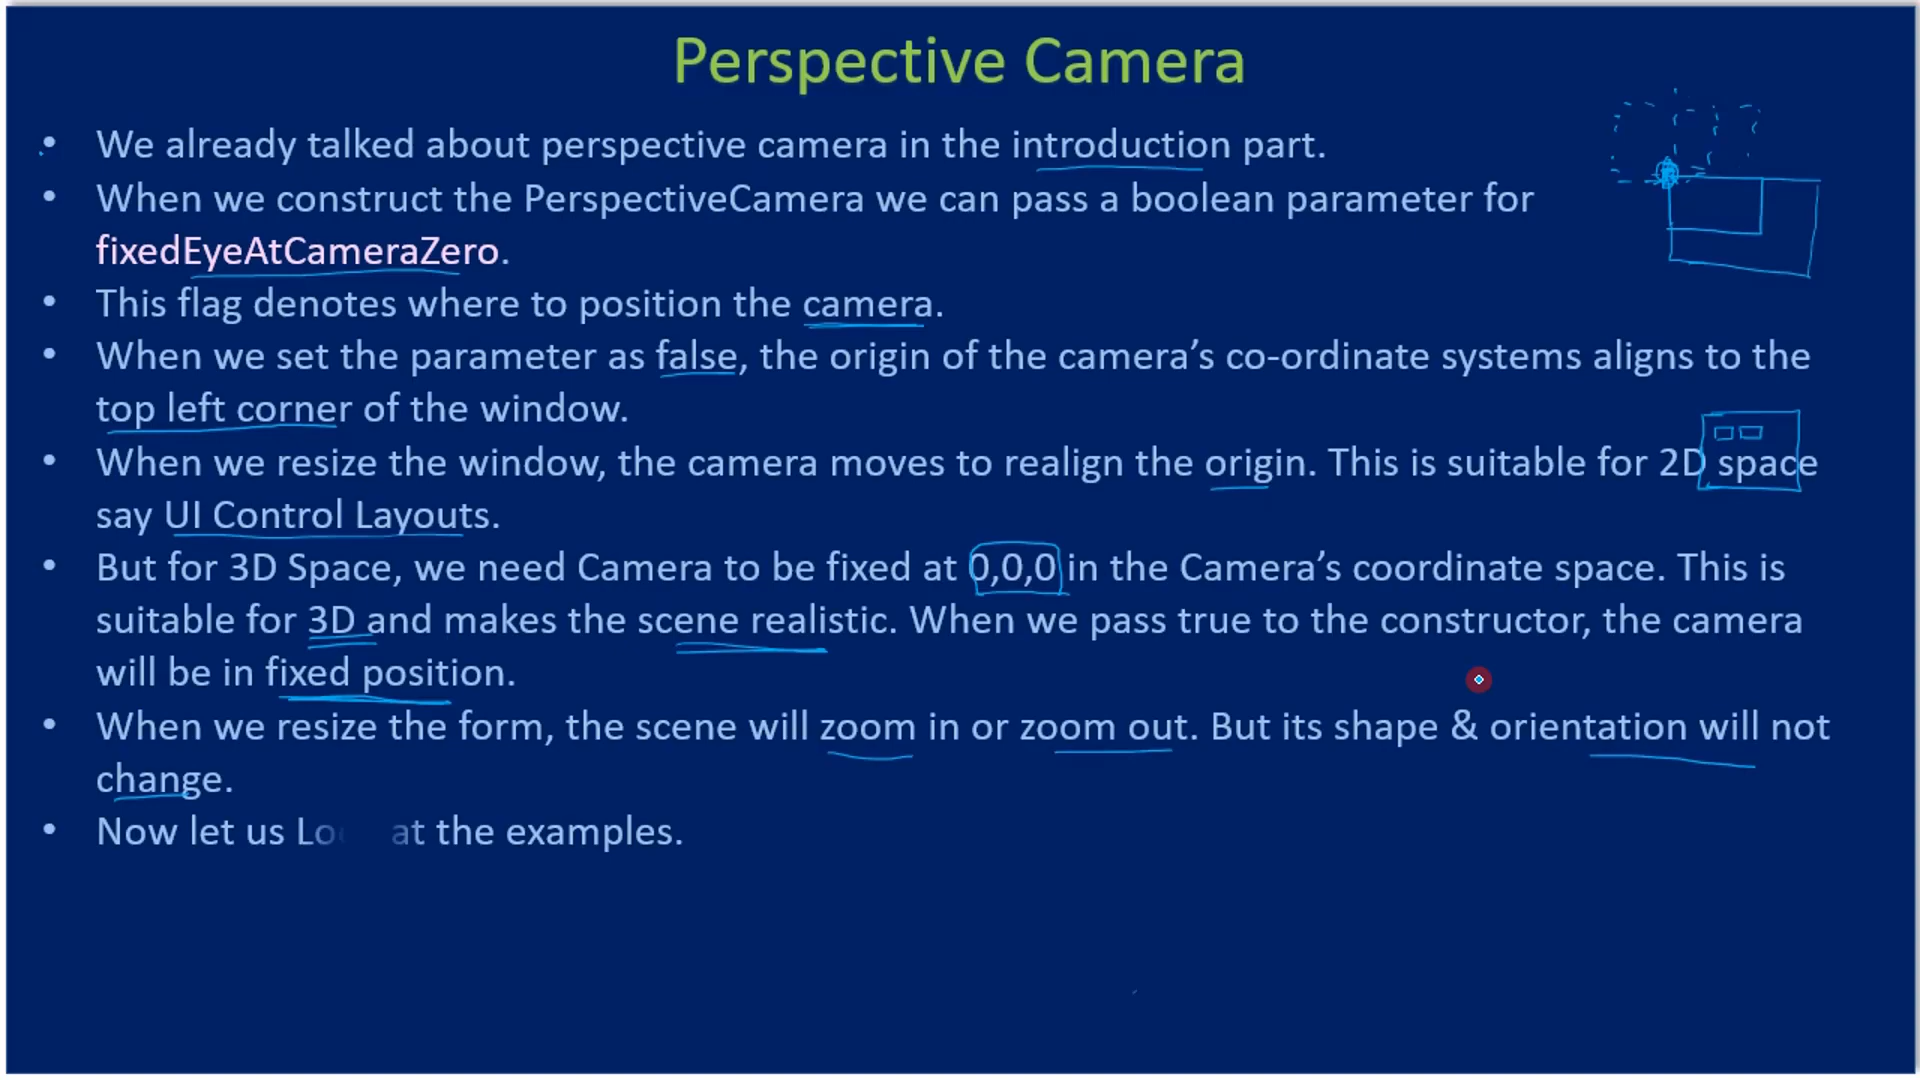 Perspective Camera
• We already talked about perspective camera in the introduction part.
• When we construct the PerspectiveCamera we can pass a boolean parameter for
fixedEyeAtCameraZero.
• This flag denotes where to position the camera.
• When we set the parameter as false, the origin of the camera’s co-ordinate systems aligns to the
top left corner of the window.
• When we resize the window, the camera moves to realign the origin. This is suitable for 2D space
say UI Control Layouts.
• But for 3D Space, we need Camera to be fixed at 0,0,0 in the Camera’s coordinate space. This is
suitable for 3D and makes the scene realistic. When we pass true to the constructor, the camera
will be in fixed position.
• When we resize the form, the scene will zoom in or zoom out. But its shape & orientation will not
change.
• Now let us at the examples.